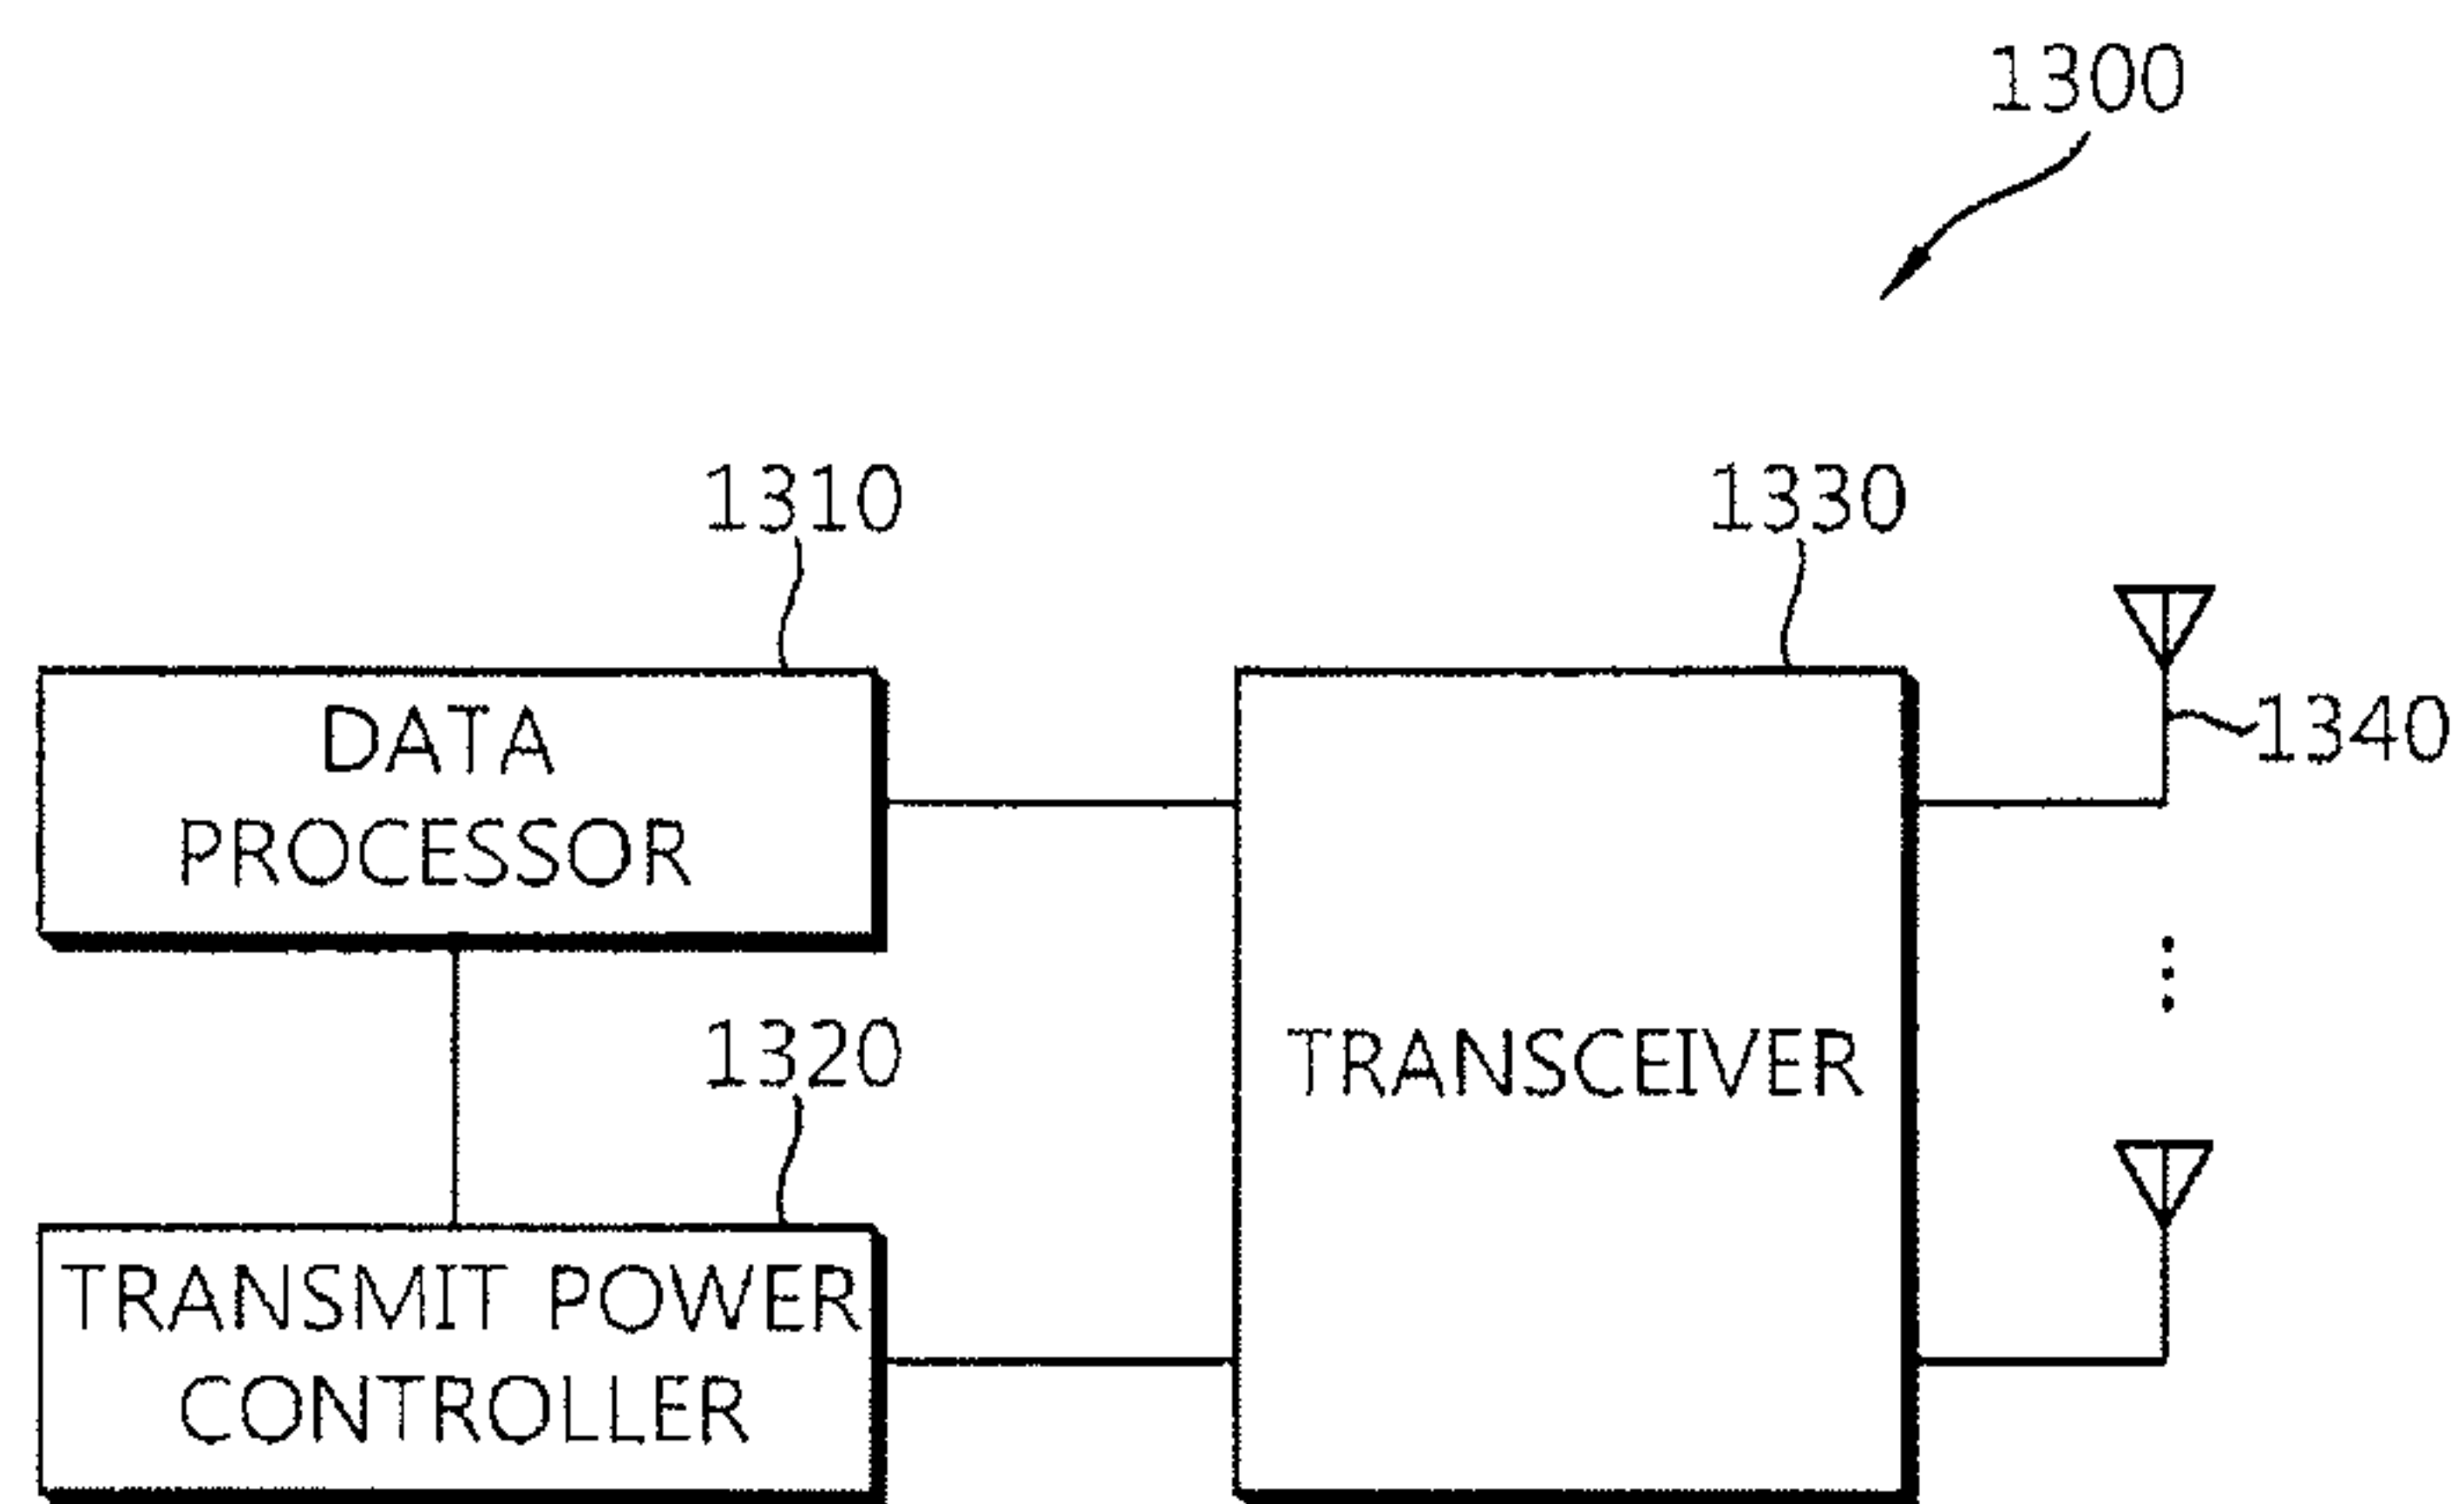 1300
1310
1330
DATA
PROCESSOR
1340
1320
TRANSCEIVER
TRANSMIT POWER
CONTROLLER